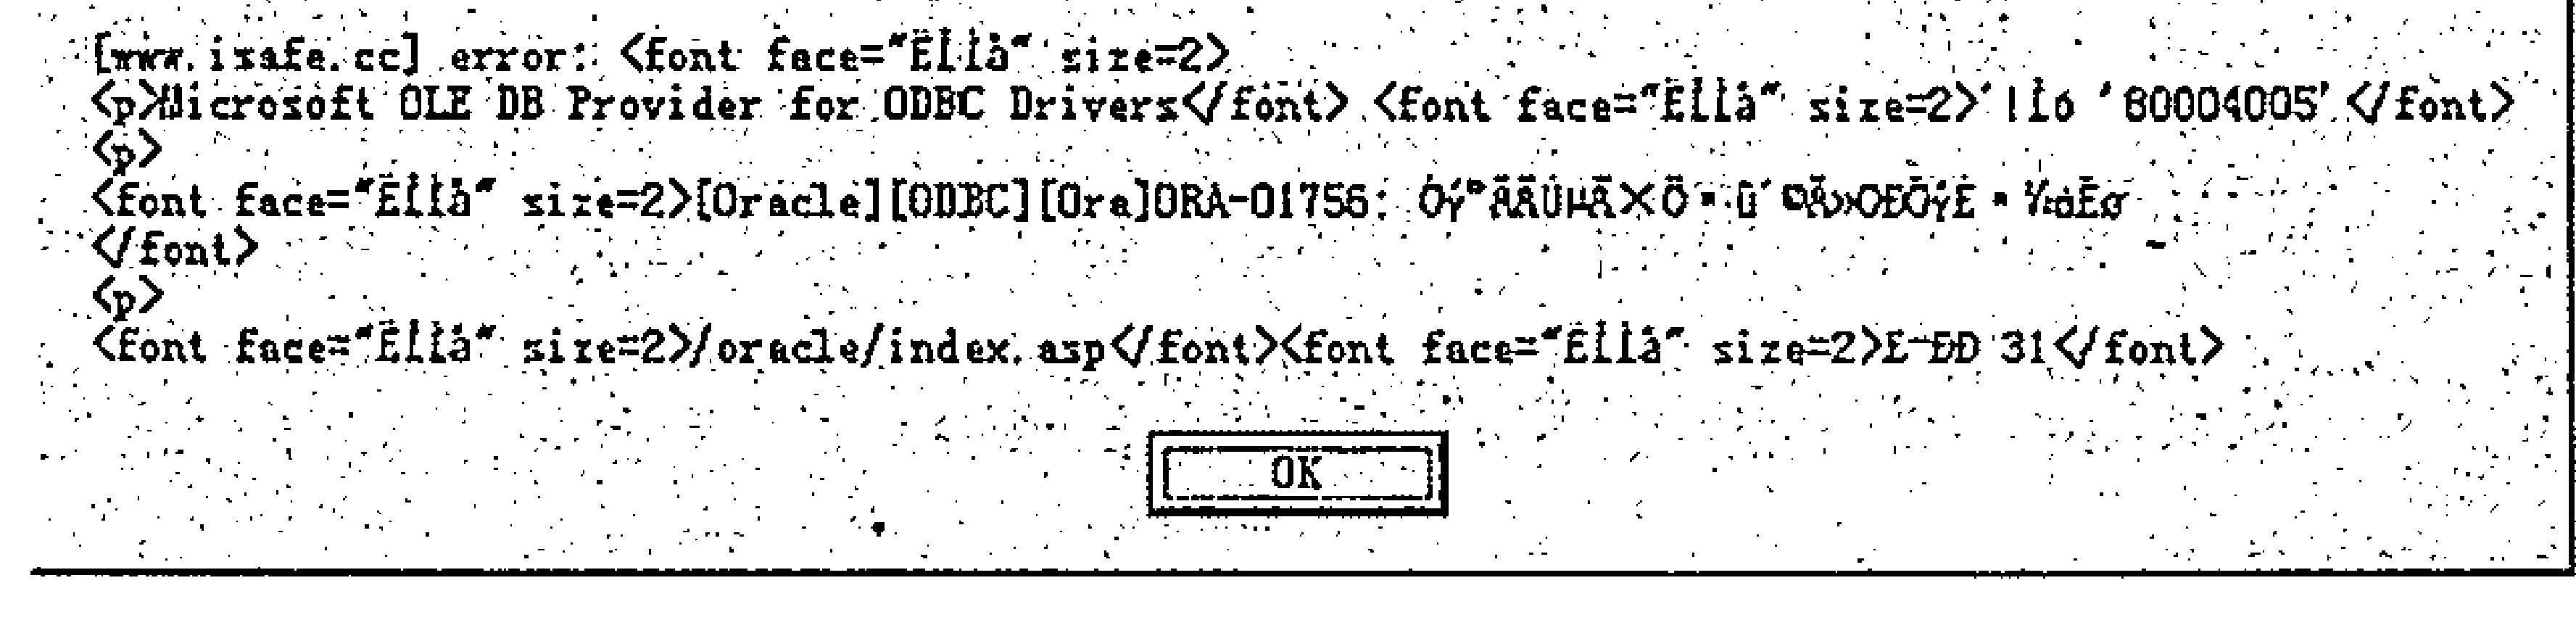 [www.isafe.cc] error: <font face="ËÎÌå" size=2>
<p>Microsoft OLE DB Provider for ODBC Drivers</font> <font face="ËÎÌå" size=2> '80004005'</font>
<p>
<font face="ËÎÌå" size=2>[Oracle][ODBC][Ora]ORA-01756:
</font>
<p>
<font face="ËÎÌå" size=2>/oracle/index.asp</font><font face="ËÎÌå" size=2> 31</font>
OK